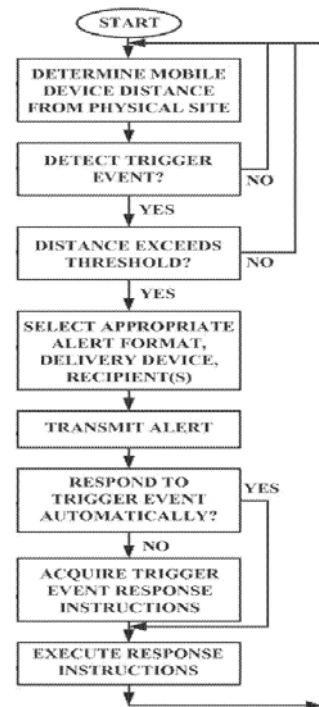 START
DETERMINE MOBILE
DEVICE DISTANCE
FROM PHYSICAL SITE
DETECT TRIGGER
EVENT?
NO
YES
DISTANCE EXCEEDS
THRESHOLD?
NO
YES
SELECT APPROPRIATE
ALERT FORMAT,
DELIVERY DEVICE,
RECIPIENT(S)
TRANSMIT ALERT
RESPOND TO
TRIGGER EVENT
AUTOMATICALLY?
YES
NO
ACQUIRE TRIGGER
EVENT RESPONSE
INSTRUCTIONS
EXECUTE RESPONSE
INSTRUCTIONS